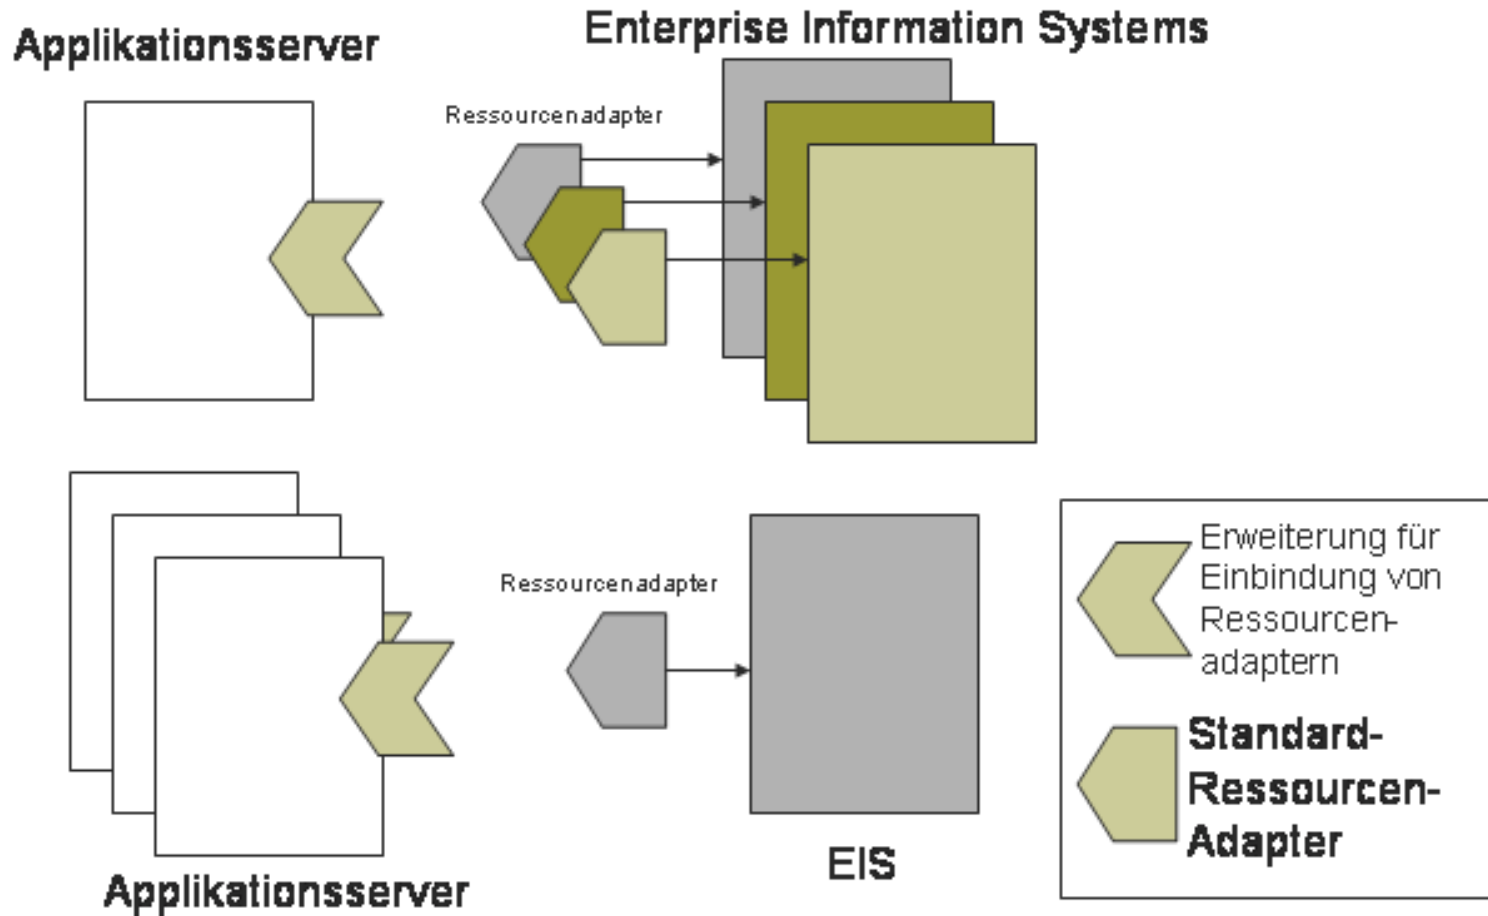 Applikationsserver
Enterprise Information Systems
Ressourcenadapter
Ressourcenadapter
Applikationsserver
EIS
Erweiterung für
Einbindung von
Ressourcen-
adaptern
Standard-
Ressourcen-
Adapter